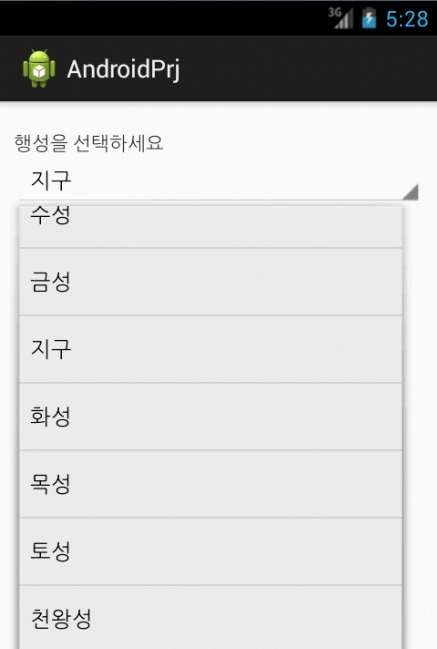 3G 5:28
AndroidPrj
행성을 선택하세요
지구
수성
금성
지구
화성
목성
토성
천왕성